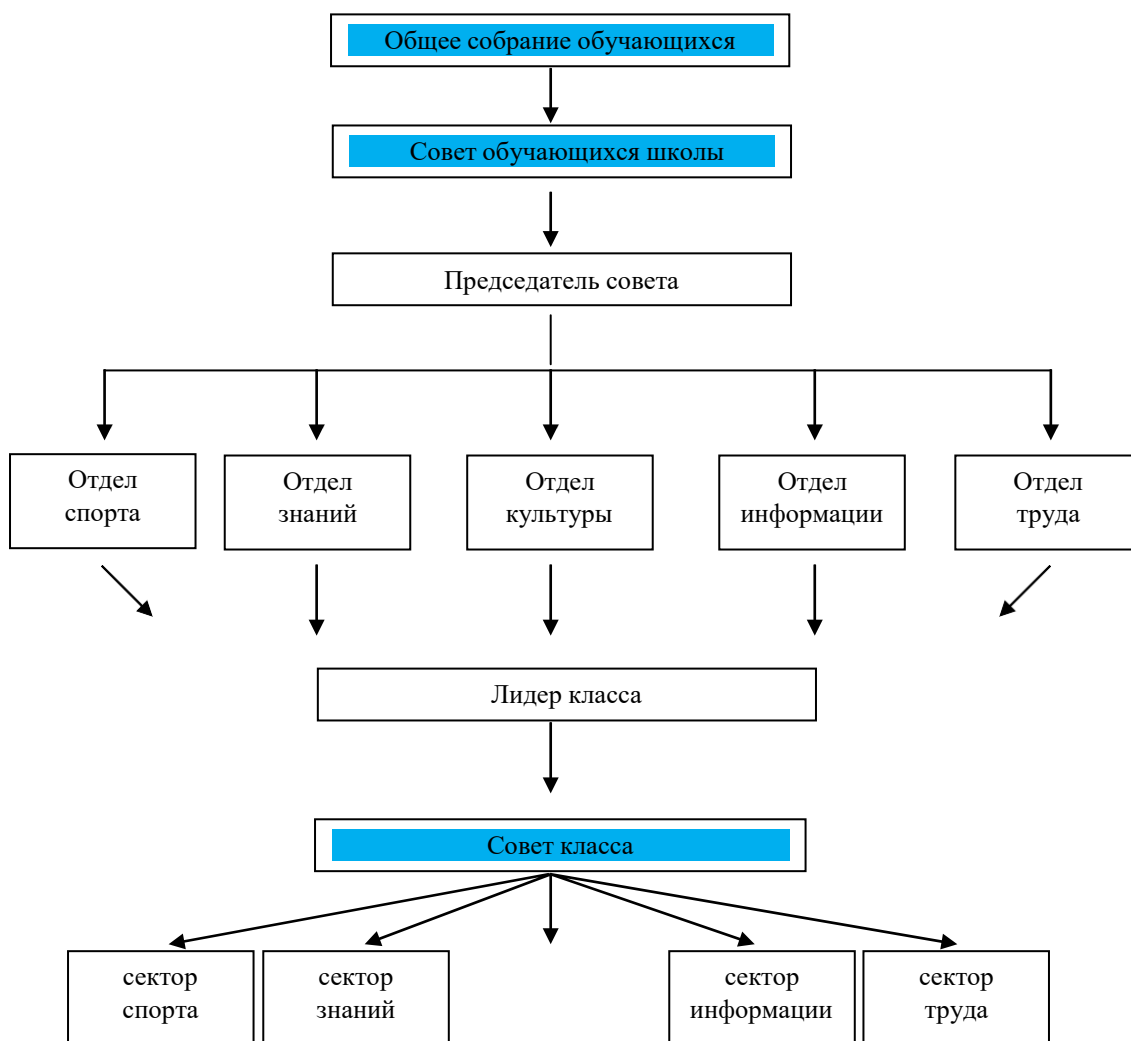 Общее собрание обучающихся
Совет обучающихся школы
Председатель совета
Отдел
спорта
Отдел
знаний
Отдел
культуры
Отдел
информации
Отдел
труда
Лидер класса
Совет класса
сектор
спорта
сектор
знаний
сектор
информации
сектор
труда